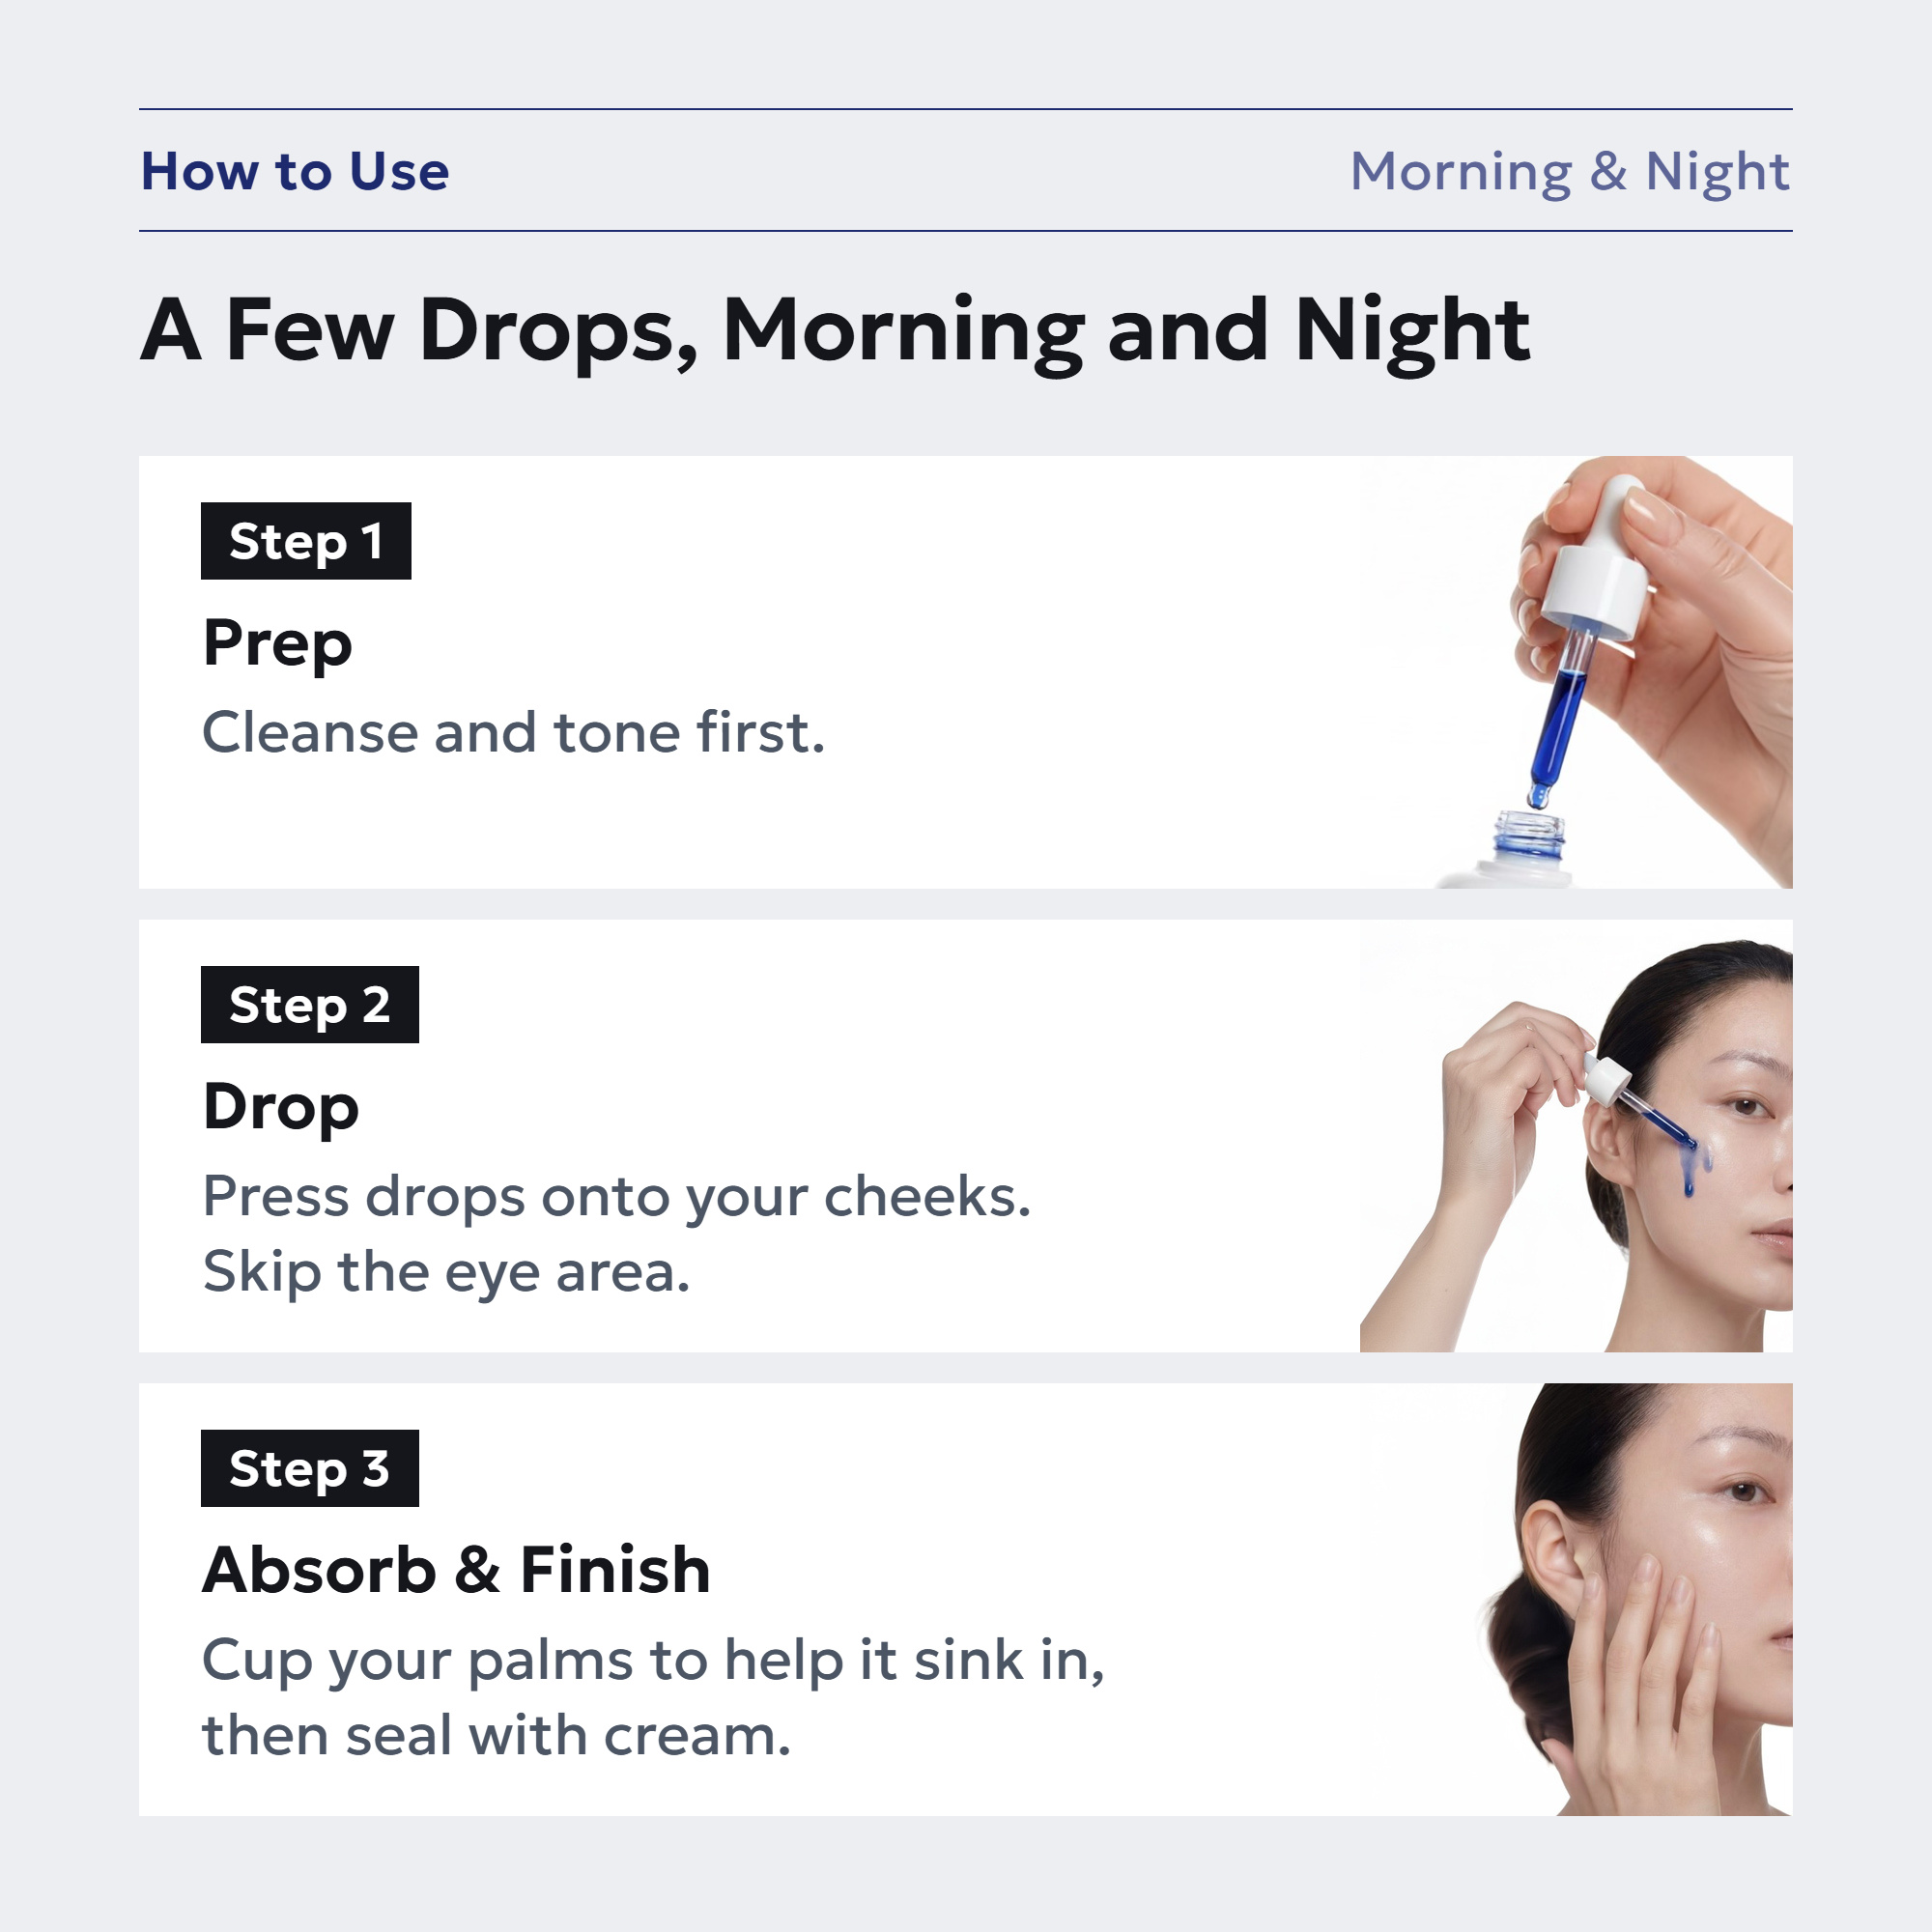 How to Use
Morning & Night
A Few Drops, Morning and Night
Step 1
Prep
Cleanse and tone first.
Step 2
Drop
Press drops onto your cheeks.
Skip the eye area.
Step 3
Absorb & Finish
Cup your palms to help it sink in,
then seal with cream.